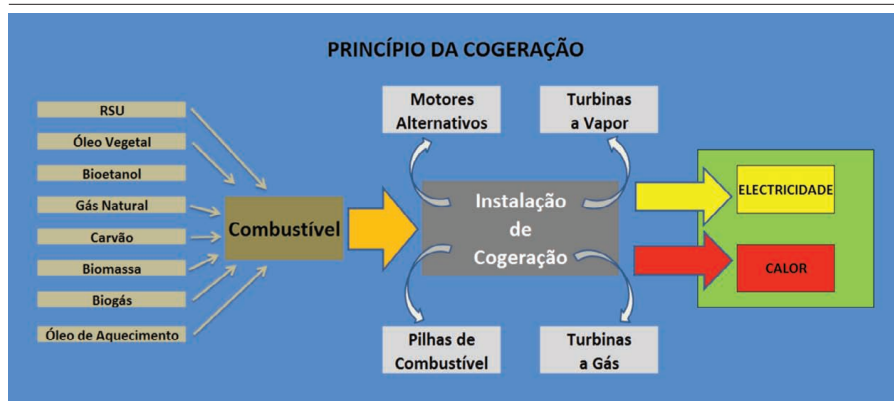 PRINCÍPIO DA COGERAÇÃO
RSU
Óleo Vegetal
Bioetanol
Gás Natural
Carvão
Biomassa
Biogás
Óleo de Aquecimento
Combustível
Motores
Alternativos
Turbinas
a Vapor
Instalação
de
Cogeração
Pilhas de
Combustível
Turbinas
a Gás
ELECTRICIDADE
CALOR